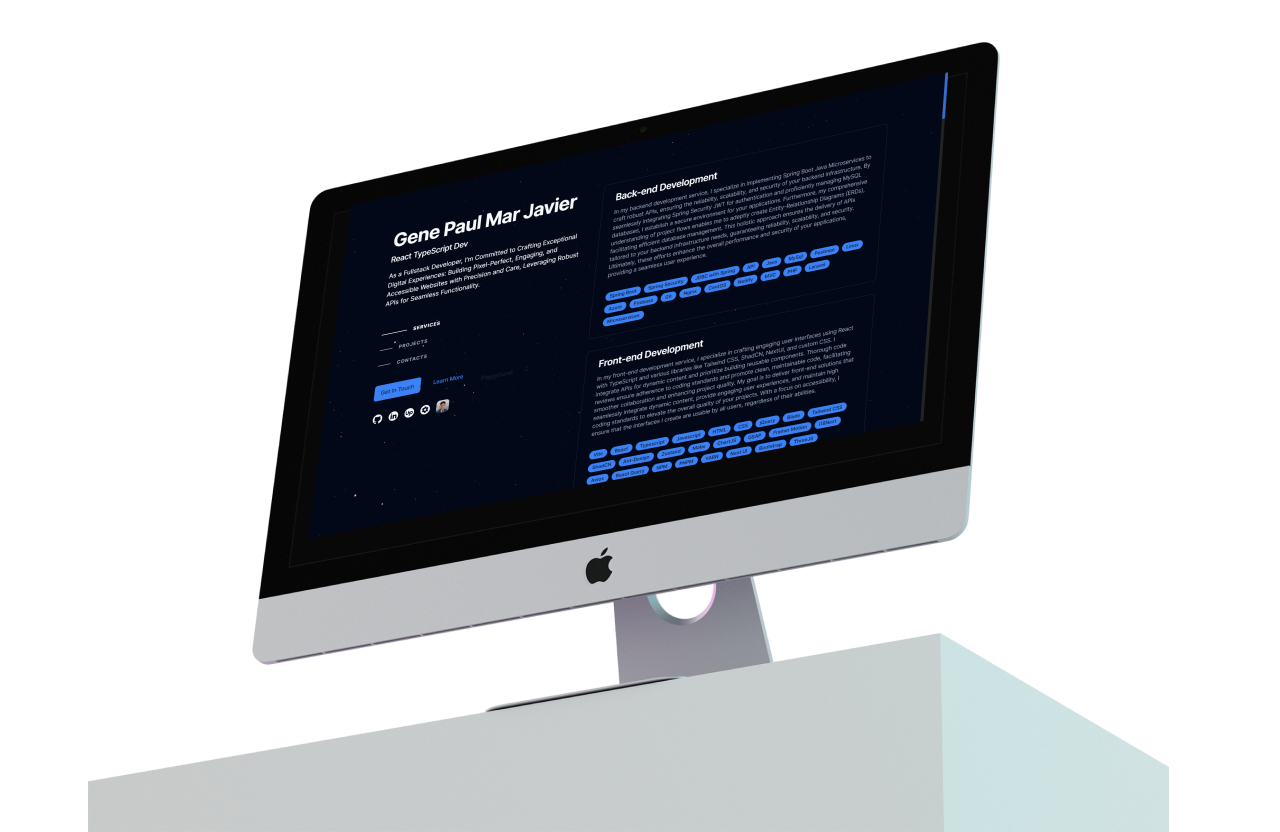 Gene Paul Mar Javier
React TypeScript Dev
As a Fullstack Developer, I'm Committed to Crafting Exceptional
Digital Experiences: Building Pixel-Perfect, Engaging, and
Accessible Websites with Precision and Care, Leveraging Robust
APIs for Seamless Functionality.
SERVICES
PROJECTS
CONTACTS
Get In Touch
Learn More
Playground
Back-end Development
In my backend development service, I specialize in implementing Spring Boot Java Microservices to
craft robust APIs, ensuring the reliability, scalability, and security of your backend infrastructure. By
seamlessly integrating Spring Security JWT for authentication and proficiently managing MySQL
databases, I establish a secure environment for your applications. Furthermore, my comprehensive
understanding of project flows enables me to adeptly create Entity-Relationship Diagrams (ERDs),
facilitating efficient database management. This holistic approach ensures the delivery of APIs
tailored to your backend infrastructure needs, guaranteeing reliability, scalability, and security.
Ultimately, these efforts enhance the overall performance and security of your applications,
providing a seamless user experience.
Spring Boot Spring Security JDBC with Spring API Java MySql Postman Linux
Azure Firebase Git Nginx CentOS Netlify MVC PHP Laravel
Microservices
Front-end Development
In my front-end development service, I specialize in crafting engaging user interfaces using React
with TypeScript and various libraries like Tailwind CSS, ShadCN, NextUI, and custom CSS. I
integrate APIs for dynamic content and prioritize building reusable components. Thorough code
reviews ensure adherence to coding standards and promote clean, maintainable code, facilitating
smoother collaboration and enhancing project quality. My goal is to deliver front-end solutions that
seamlessly integrate dynamic content, provide engaging user experiences, and maintain high
coding standards to elevate the overall quality of your projects. With a focus on accessibility, I
ensure that the interfaces I create are usable by all users, regardless of their abilities.
Vite React Typescript Javascript HTML CSS jQuery Tailwind CSS
ShadCN Ant-Design Zustand ChartJS GSAP Framer Motion i18Next
Axios React Query NPM PNPM YARN Next UI Bootstrap ThreeJS